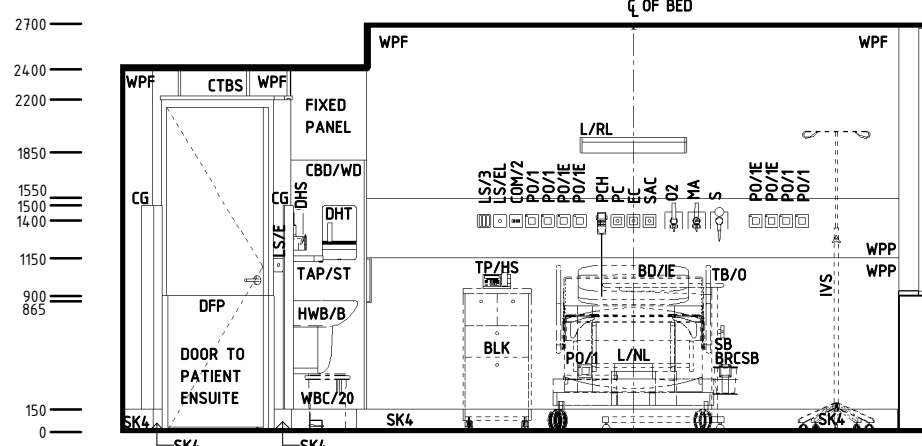 ℄ OF BED
2700
WPF
WPF
2400
WPF
CTBS
WPF
2200
FIXED
PANEL
L/RL
1850
CBD/WD
1550
1500
1400
CG
CG
DHS
DHT
LS/E
LS/3
LS/EL
COM/2
PO/1
PO/1
PO/1E
PO/1E
PCH
PC
EC
SAC
O2
MA
S
PO/1E
PO/1E
PO/1
PO/1
WPP
1150
TAP/ST
TP/HS
BD/IE
TB/O
WPP
IVS
900
865
DFP
HWB/B
DOOR TO
PATIENT
ENSUITE
BLK
PO/1
L/NL
SB
BRCSB
WBC/20
150
SK4
SK4
SK4
0
SK4
SK4